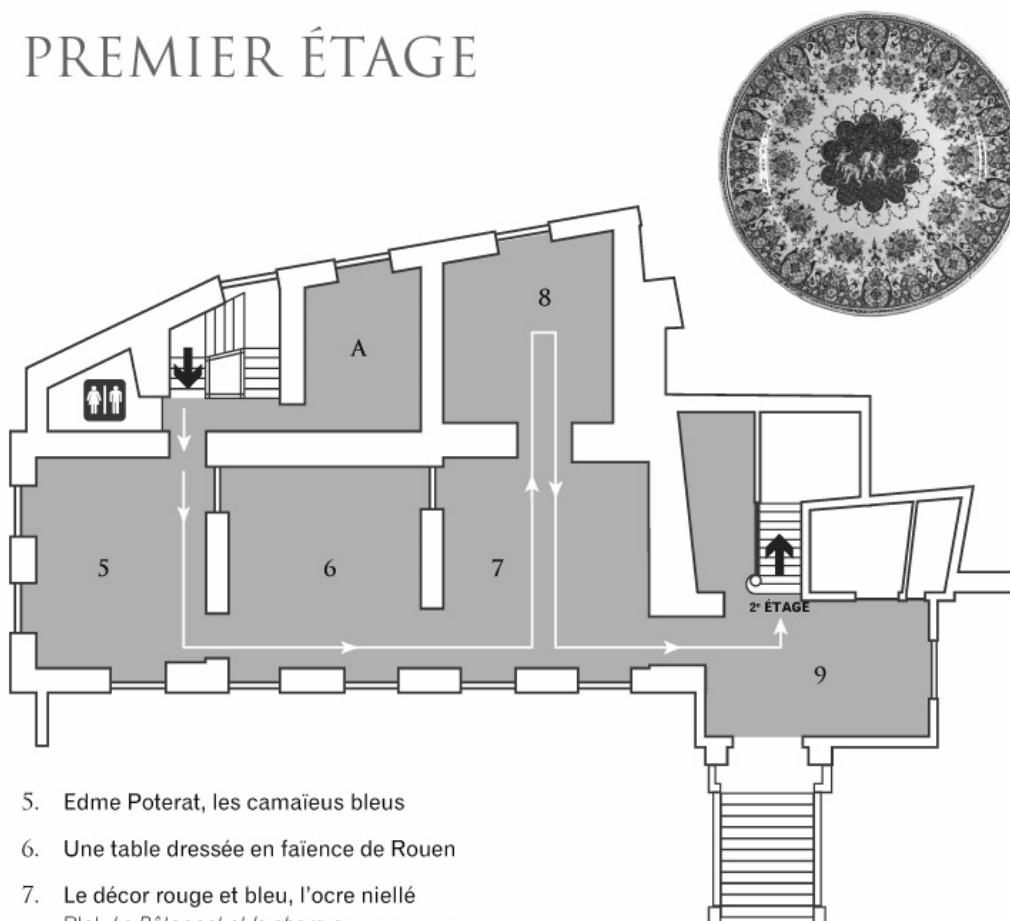 PREMIER ÉTAGE
8
A
5
6
7
2e ÉTAGE
9
5. Edme Poterat, les camaïeus bleus
6. Une table dressée en faïence de Rouen
7. Le décor rouge et bleu, l'ocre niellé